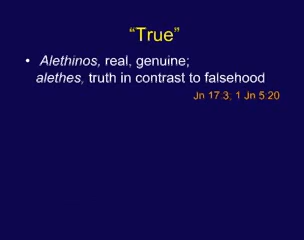 “True”
• Alethinos, real, genuine;
alethes, truth in contrast to falsehood
Jn 17:3; 1 Jn 5:20